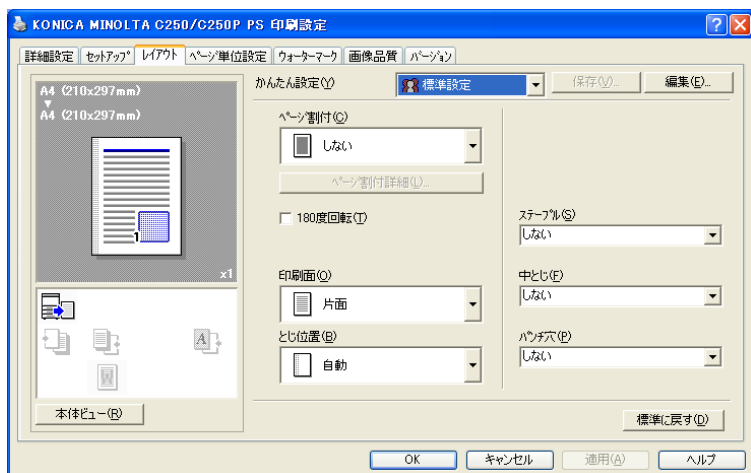 KONICA MINOLTA C250/C250P PS 印刷設定
詳細設定 セットアップ レイアウト ページ単位設定 ウォーターマーク 画像品質 バージョン
A4 (210x297mm)
A4 (210x297mm)
1
x1
A
W
本体ビュー(R)
かんたん設定(Y) 標準設定 保存(V)... 編集(E)...
ページ割付(C)
しない
ページ割付詳細(L)...
180度回転(T)
印刷面(O)
片面
とじ位置(B)
自動
ステープル(S)
しない
中とじ(F)
しない
パンチ穴(P)
しない
標準に戻す(D)
OK キャンセル 適用(A) ヘルプ